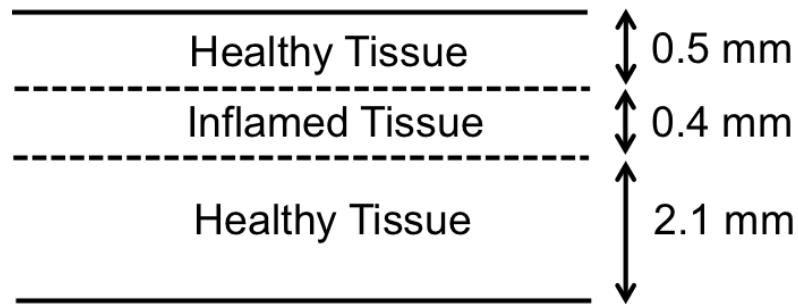 Healthy Tissue 0.5 mm
Inflamed Tissue 0.4 mm
Healthy Tissue 2.1 mm